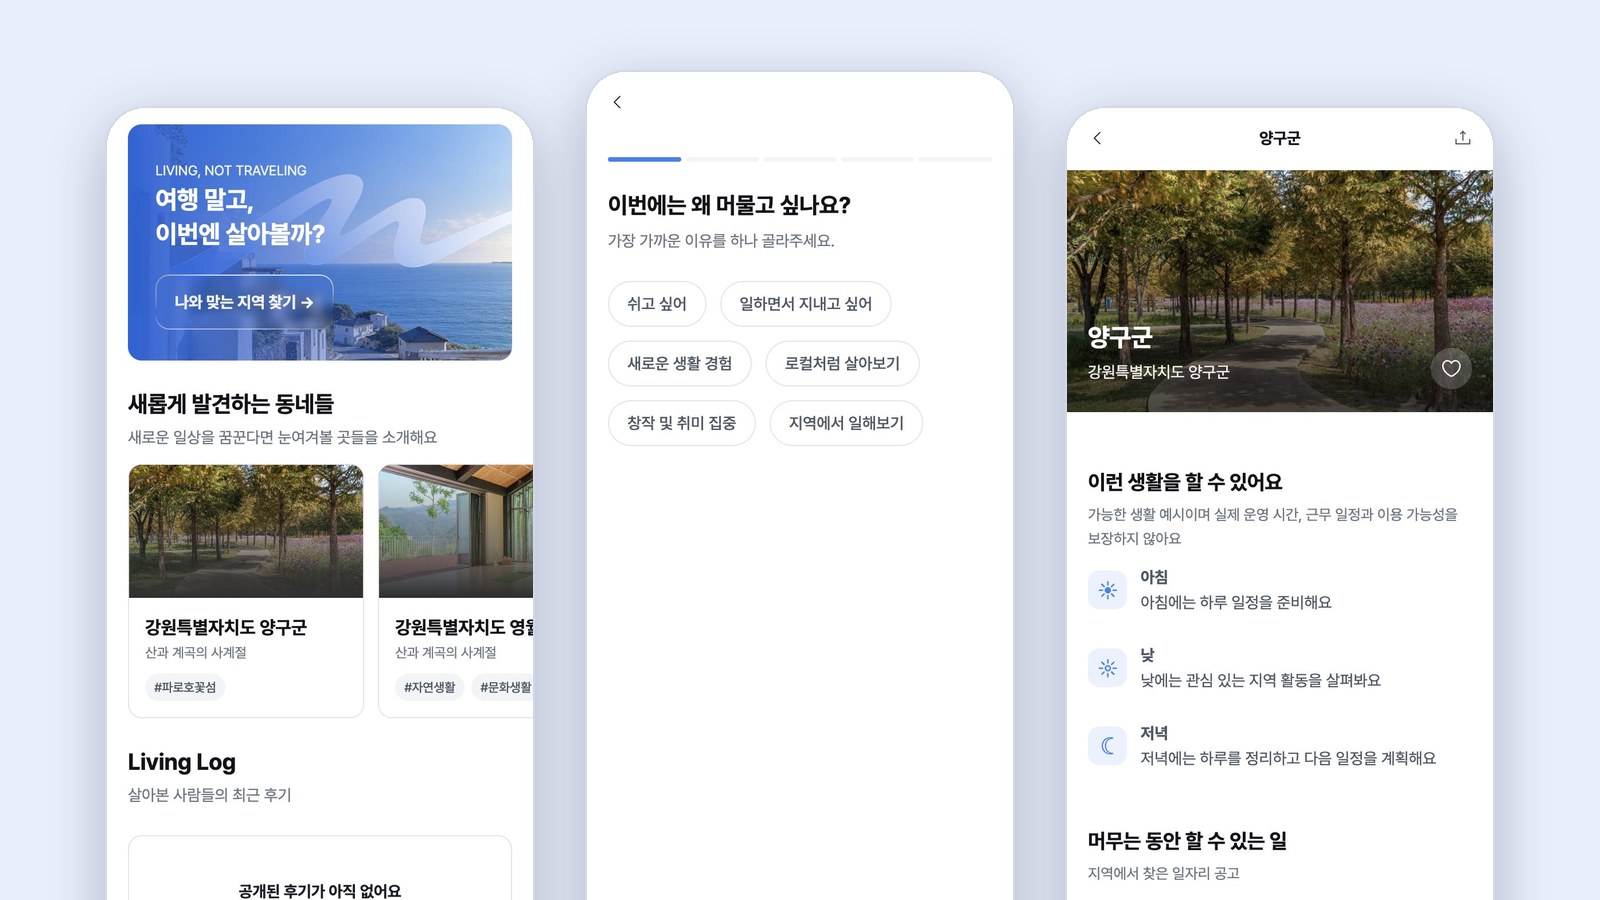 LIVING, NOT TRAVELING
여행 말고,
이번엔 살아볼까?
나와 맞는 지역 찾기 →
새롭게 발견하는 동네들
새로운 일상을 꿈꾼다면 눈여겨볼 곳들을 소개해요
강원특별자치도 양구군
산과 계곡의 사계절
#파로호꽃섬
강원특별자치도 영월
산과 계곡의 사계절
#자연생활 #문화생활
Living Log
살아본 사람들의 최근 후기
공개된 후기가 아직 없어요
이번에는 왜 머물고 싶나요?
가장 가까운 이유를 하나 골라주세요.
쉬고 싶어 일하면서 지내고 싶어
새로운 생활 경험 로컬처럼 살아보기
창작 및 취미 집중 지역에서 일해보기
양구군
양구군
강원특별자치도 양구군
이런 생활을 할 수 있어요
가능한 생활 예시이며 실제 운영 시간, 근무 일정과 이용 가능성을
보장하지 않아요
아침
아침에는 하루 일정을 준비해요
낮
낮에는 관심 있는 지역 활동을 살펴봐요
저녁
저녁에는 하루를 정리하고 다음 일정을 계획해요
머무는 동안 할 수 있는 일
지역에서 찾은 일자리 공고